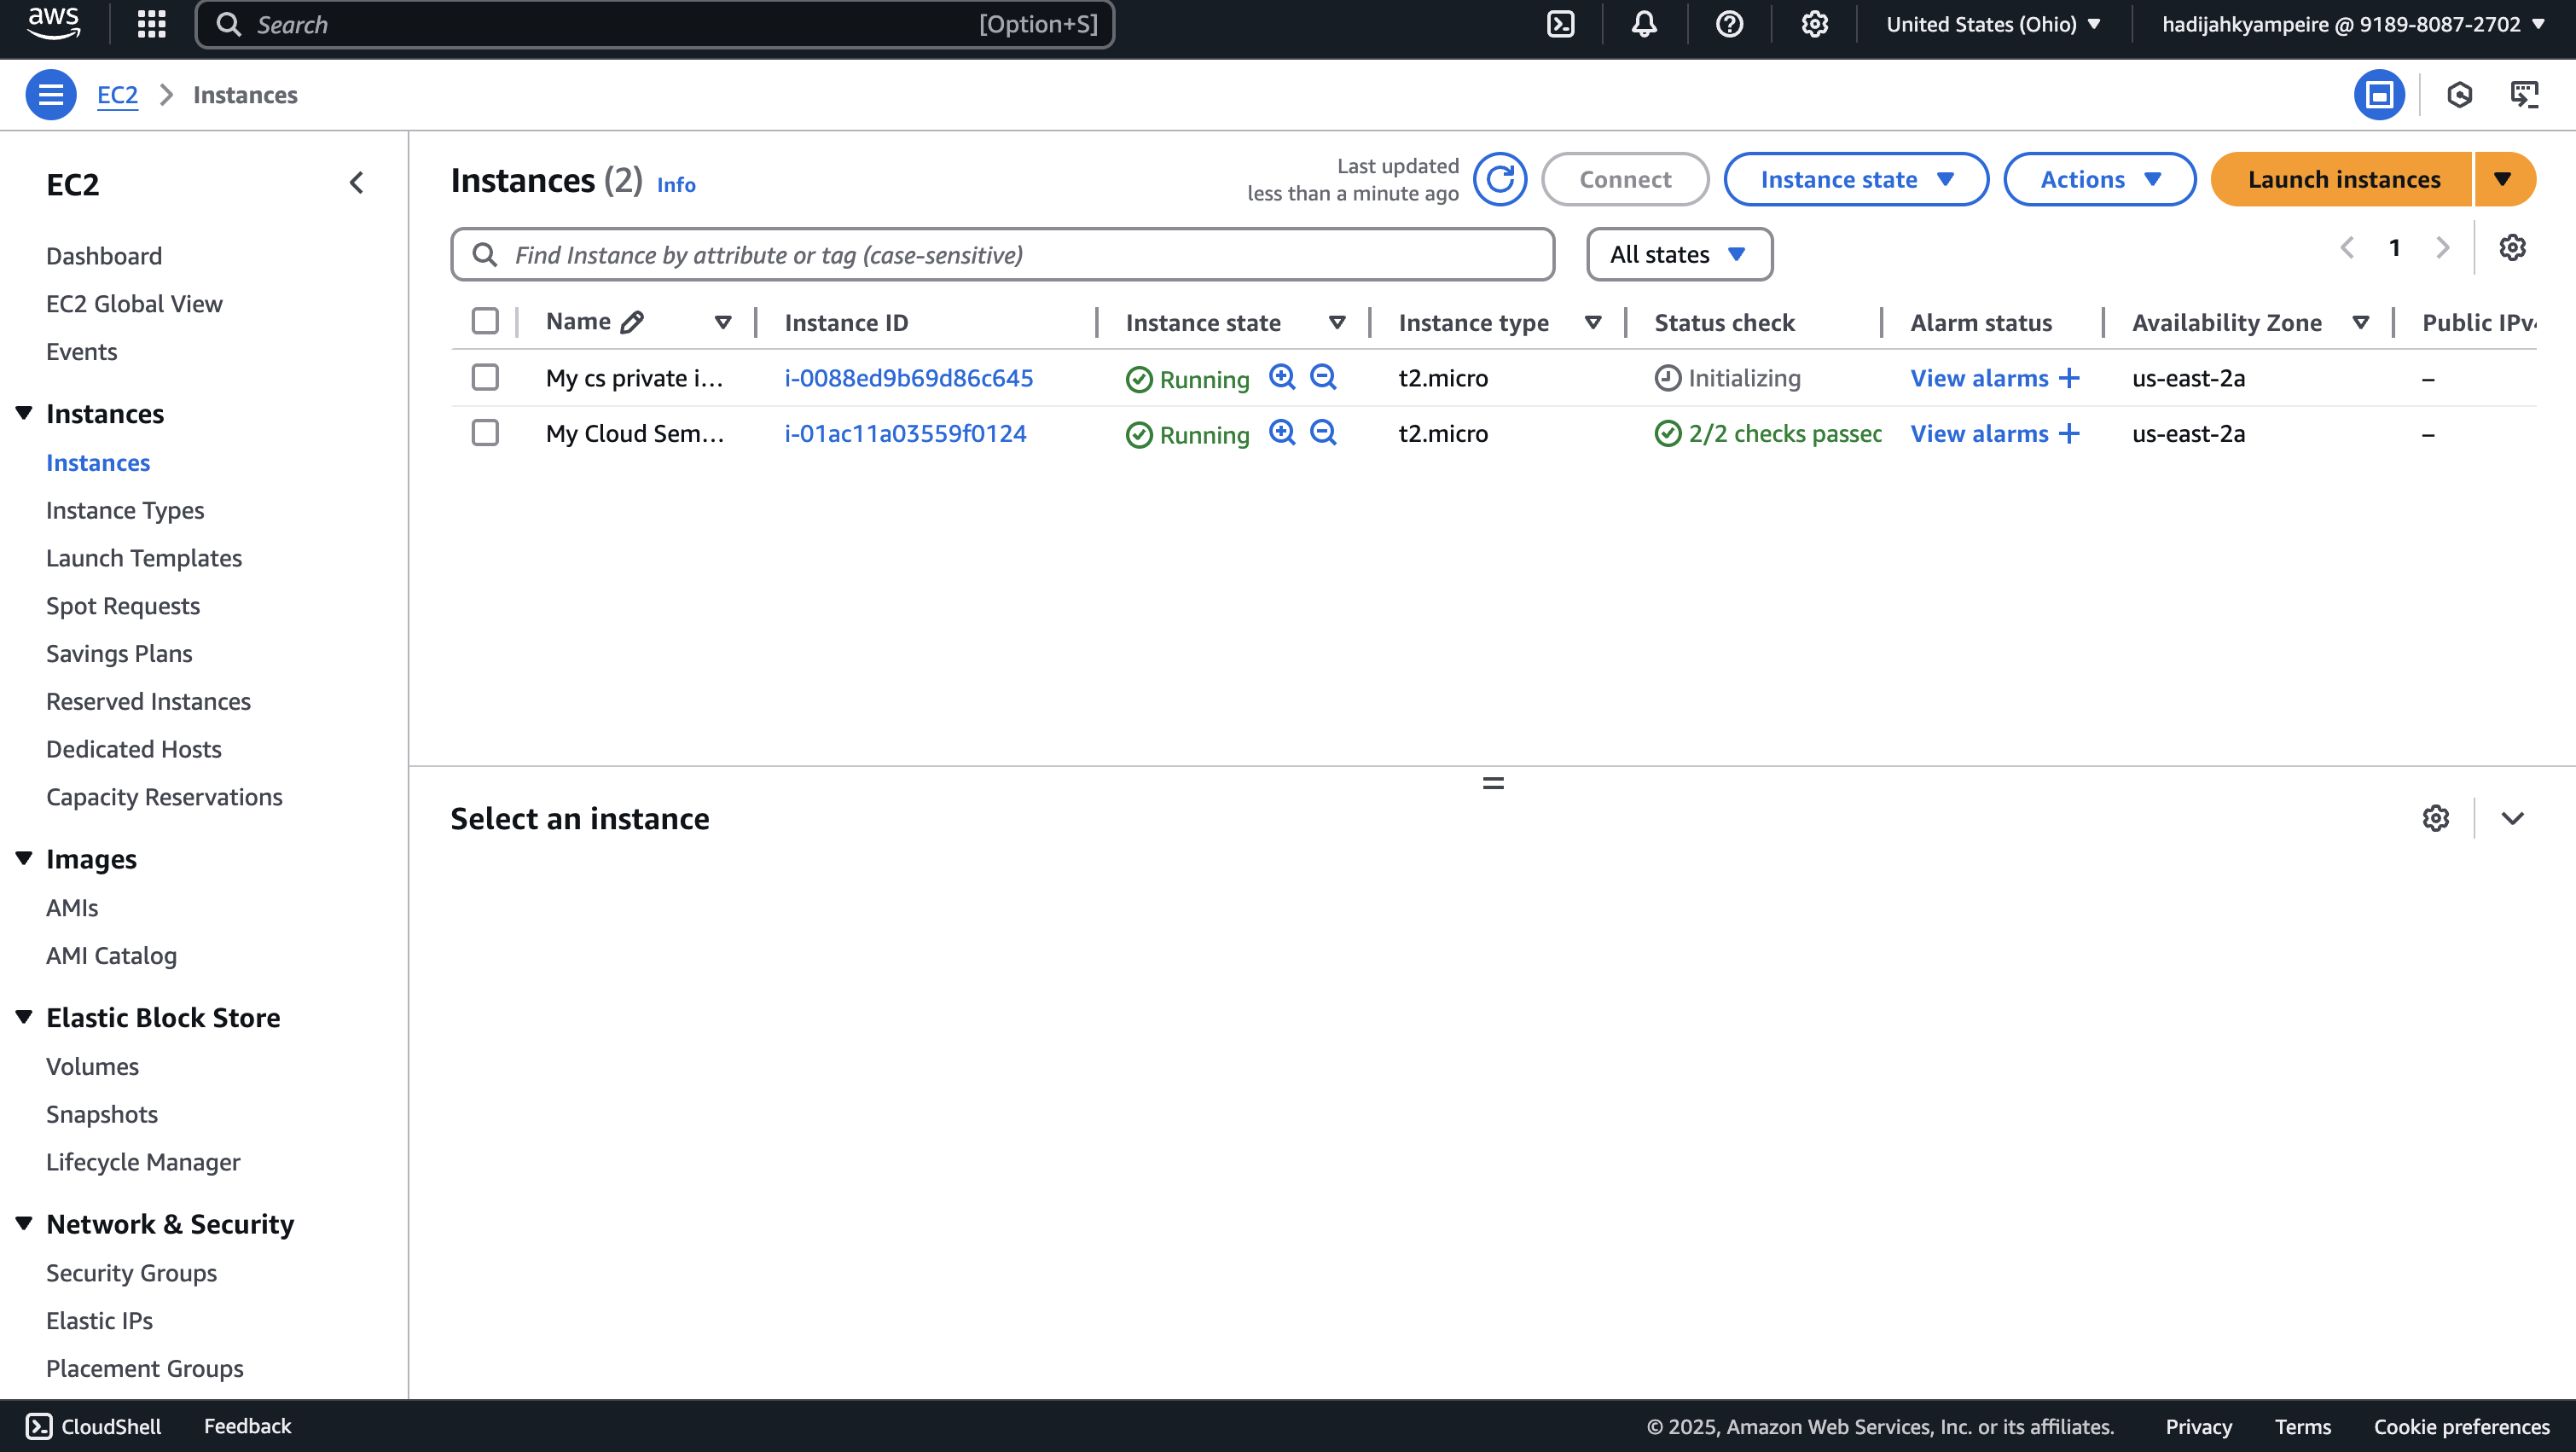 aws
Search [Option+S]
United States (Ohio)
hadijahkyampeire @ 9189-8087-2702
EC2 Instances
EC2
Dashboard
EC2 Global View
Events
Instances
Instances
Instance Types
Launch Templates
Spot Requests
Savings Plans
Reserved Instances
Dedicated Hosts
Capacity Reservations
Images
AMIs
AMI Catalog
Elastic Block Store
Volumes
Snapshots
Lifecycle Manager
Network & Security
Security Groups
Elastic IPs
Placement Groups
Instances (2) Info
Last updated
less than a minute ago
Connect
Instance state
Actions
Launch instances
Find Instance by attribute or tag (case-sensitive)
All states
1
Name Instance ID Instance state Instance type Status check Alarm status Availability Zone Public IPv4
My cs private i... i-0088ed9b69d86c645 Running t2.micro Initializing View alarms + us-east-2a –
My Cloud Sem... i-01ac11a03559f0124 Running t2.micro 2/2 checks passed View alarms + us-east-2a –
Select an instance
CloudShell Feedback © 2025, Amazon Web Services, Inc. or its affiliates. Privacy Terms Cookie preferences